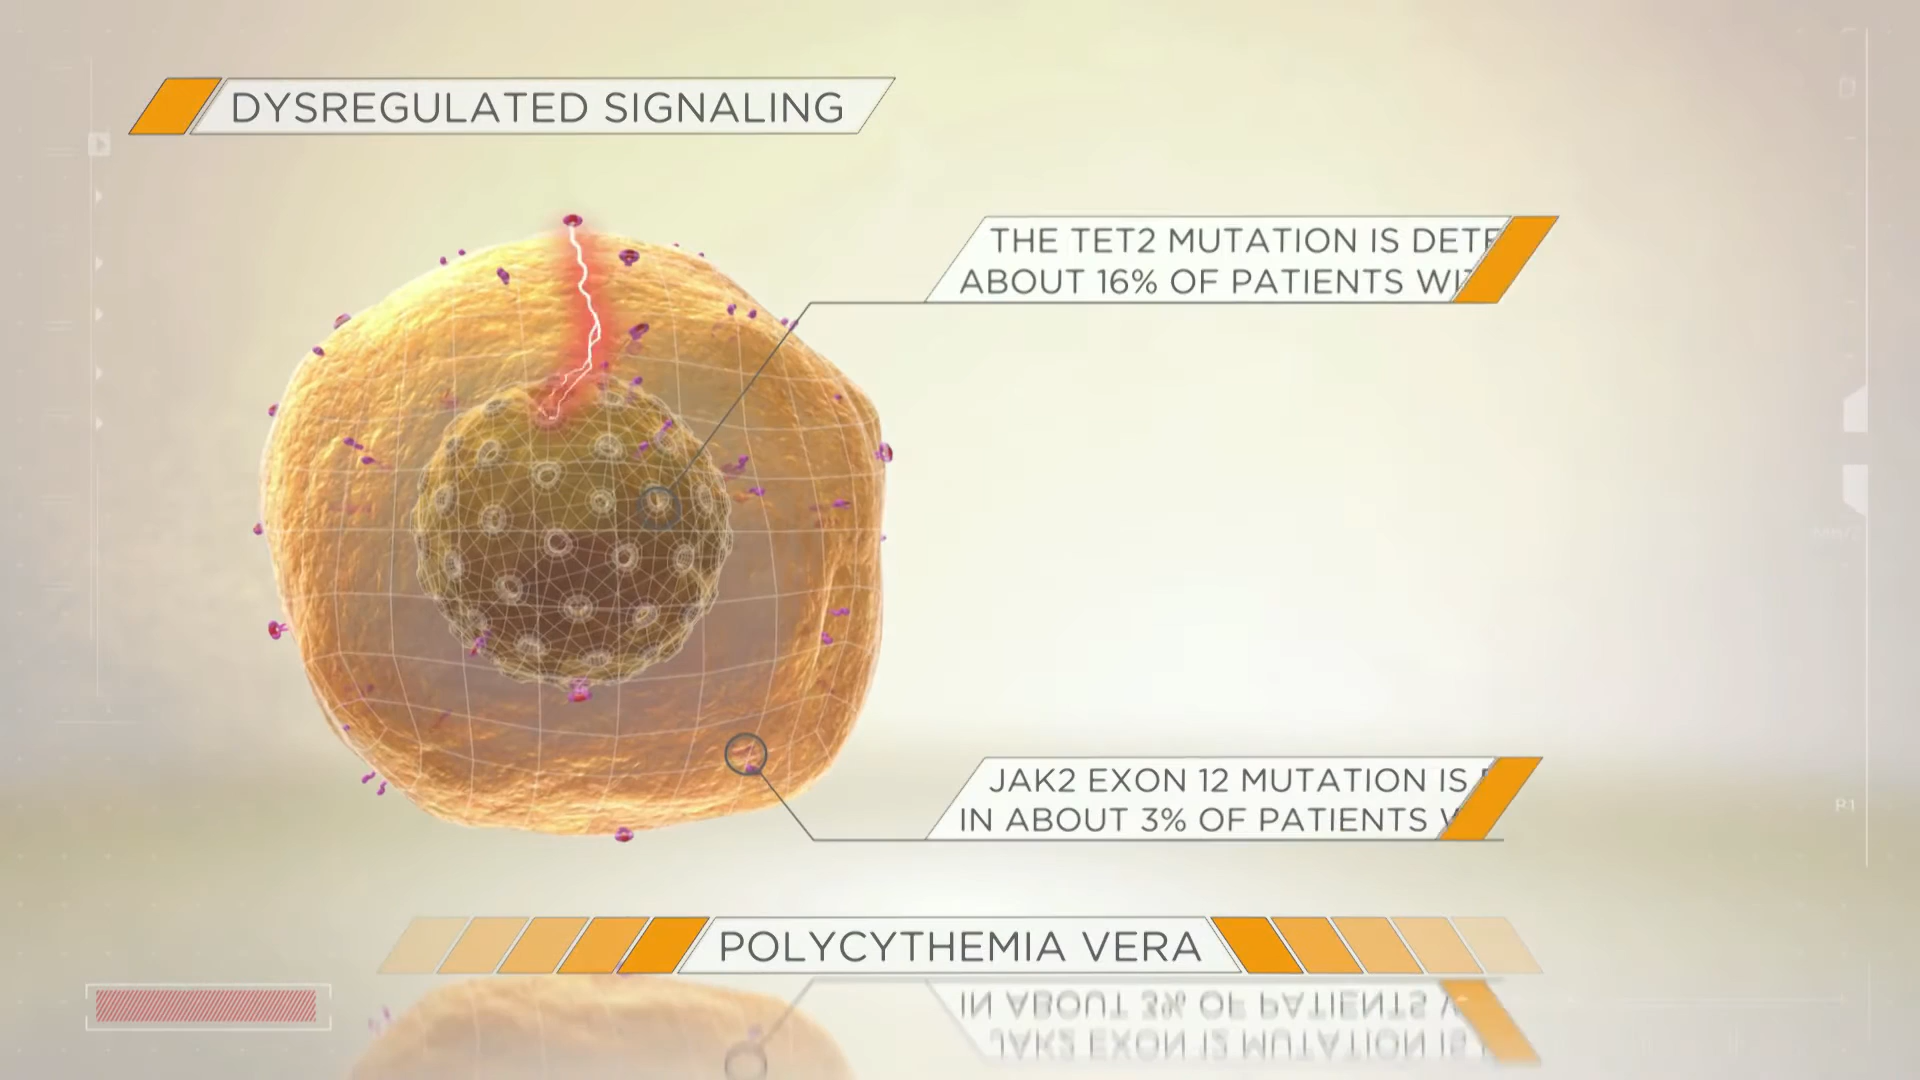 DYSREGULATED SIGNALING
THE TET2 MUTATION IS DETE
ABOUT 16% OF PATIENTS WI
JAK2 EXON 12 MUTATION IS
IN ABOUT 3% OF PATIENTS
POLYCYTHEMIA VERA
R1